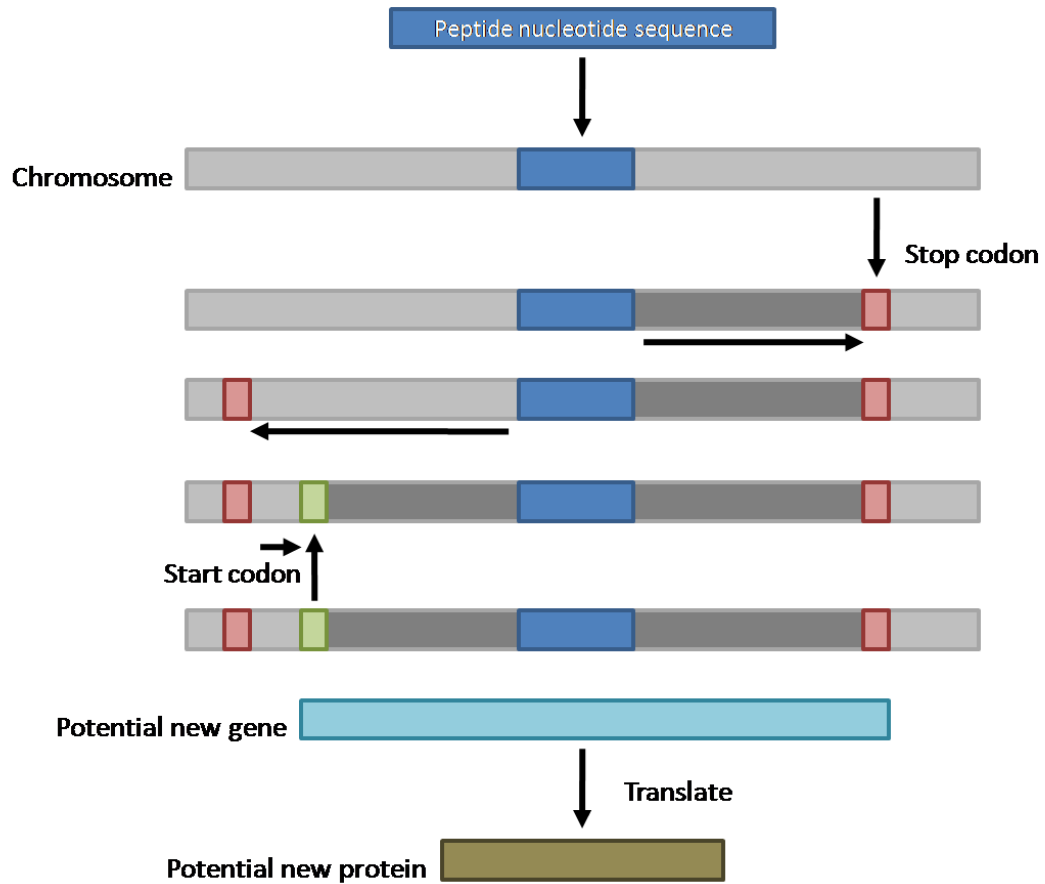 Peptide nucleotide sequence
Chromosome
Stop codon
Start codon
Potential new gene
Translate
Potential new protein